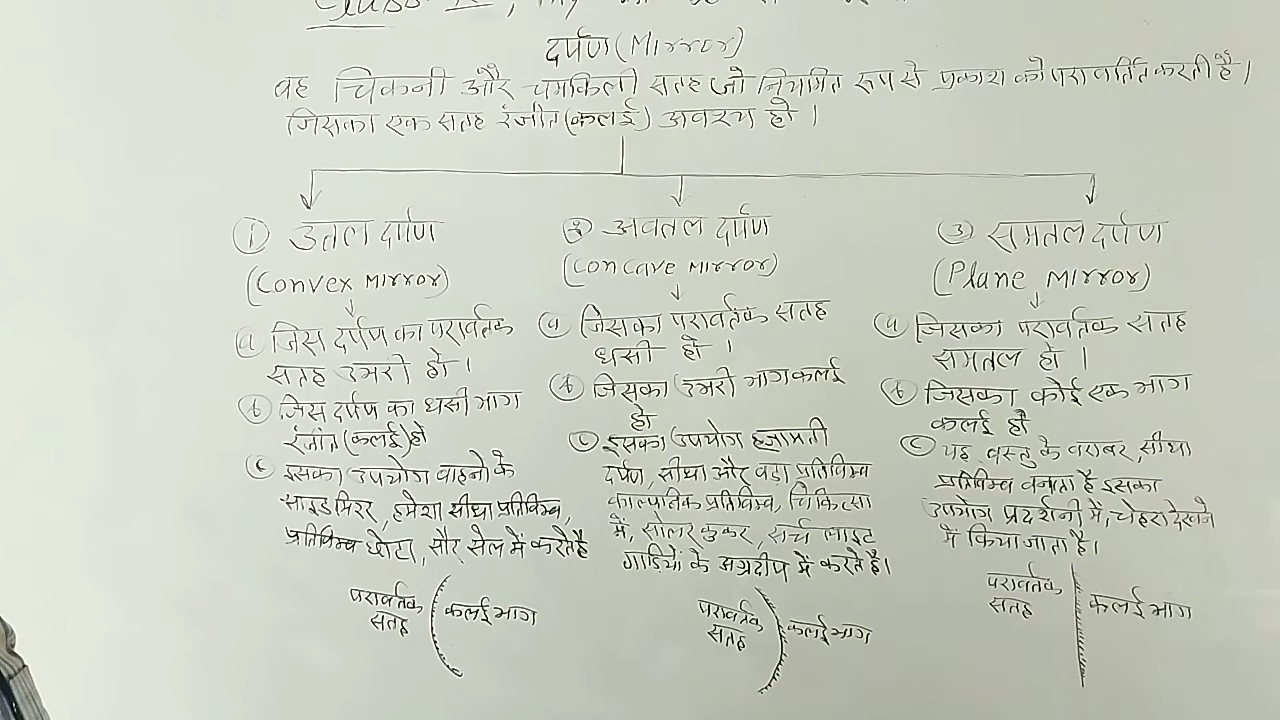 दर्पण (Mirror)
वह चिकनी और चमकिली सतह जो नियमित रूप से प्रकाश को परावर्तित करती है।
जिसका एक सतह रंजीत (कलई) अवश्य हो।
① उत्तल दर्पण
(Convex Mirror)
(a) जिस दर्पण का परावर्तक
सतह उभरी हो।
(b) जिस दर्पण का धसी भाग
रंजीत (कलई) हो
(c) इसका उपयोग वाहनो के
साइड मिरर, हमेशा सीधा प्रतिबिम्ब,
प्रतिबिम्ब छोटा, सौर सेल में करते है
② अवतल दर्पण
(Concave Mirror)
(a) जिसका परावर्तक सतह
धसी हो।
(b) जिसका उभरी भाग कलई
हो
(c) इसका उपयोग हजामती
दर्पण, सीधा और बड़ा प्रतिबिम्ब
काल्पतिक प्रतिबिम्ब, चिकित्सा
में, सोलर कुकर, सर्च लाइट
गाड़ियों के अग्रदीप में करते है।
③ समतल दर्पण
(Plane Mirror)
(a) जिसका परावर्तक सतह
समतल हो।
(b) जिसका कोई एक भाग
कलई हो
(c) यह वस्तु के बराबर, सीधा
प्रतिबिम्ब बनाता है इसका
उपयोग प्रदर्शनी में, चेहरा देखने
में किया जाता है।
परावर्तक
सतह
कलई भाग
परावर्तक
सतह
कलई भाग
परावर्तक
सतह
कलई भाग